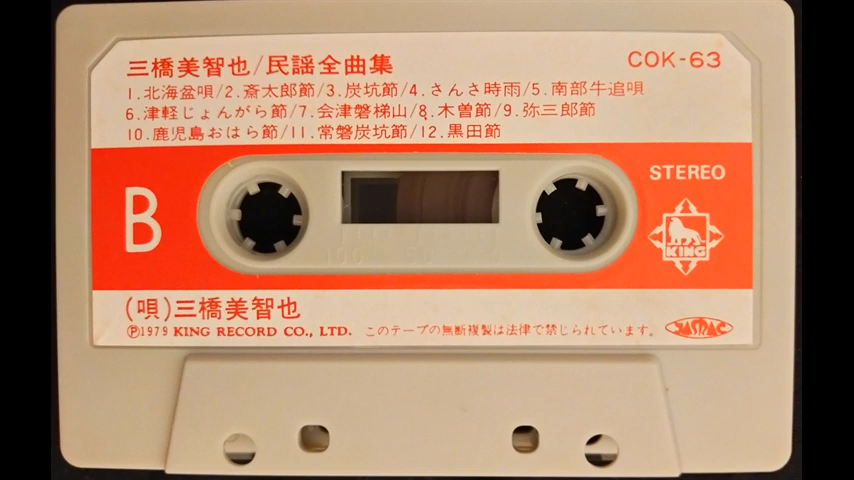 三橋美智也/民謡全曲集
COK-63
1.北海盆唄/2.斎太郎節/3.炭坑節/4.さんさ時雨/5.南部牛追唄
6.津軽じょんがら節/7.会津磐梯山/8.木曽節/9.弥三郎節
10.鹿児島おはら節/11.常磐炭坑節/12.黒田節
STEREO
B
KING
100
(唄)三橋美智也
Ⓟ1979 KING RECORD CO., LTD. このテープの無断複製は法律で禁じられています。
JASRAC